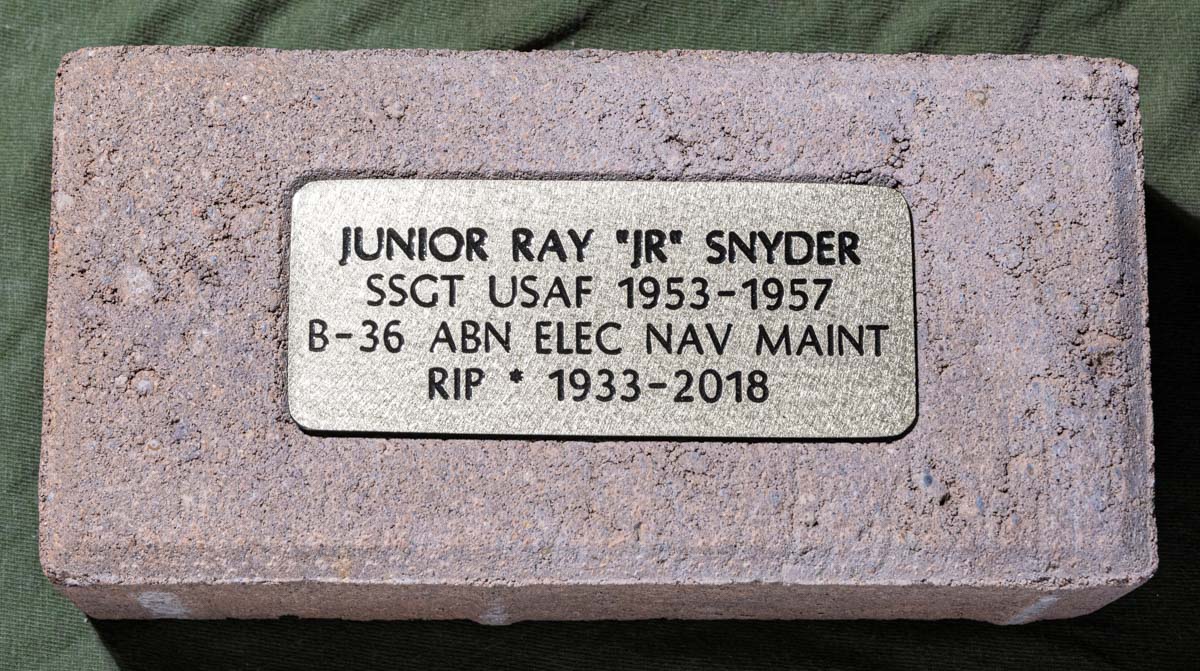 JUNIOR RAY "JR" SNYDER
SSGT USAF 1953-1957
B-36 ABN ELEC NAV MAINT
RIP * 1933-2018